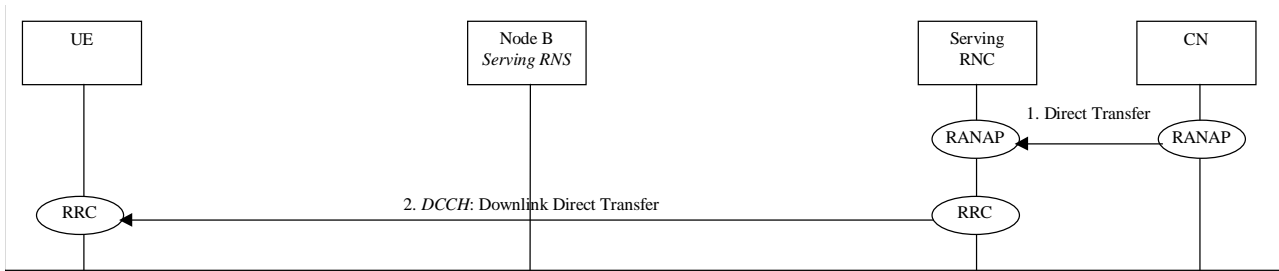 UE
Node B
Serving RNS
Serving
RNC
CN
1. Direct Transfer
RANAP
RANAP
RRC
2. DCCH: Downlink Direct Transfer
RRC